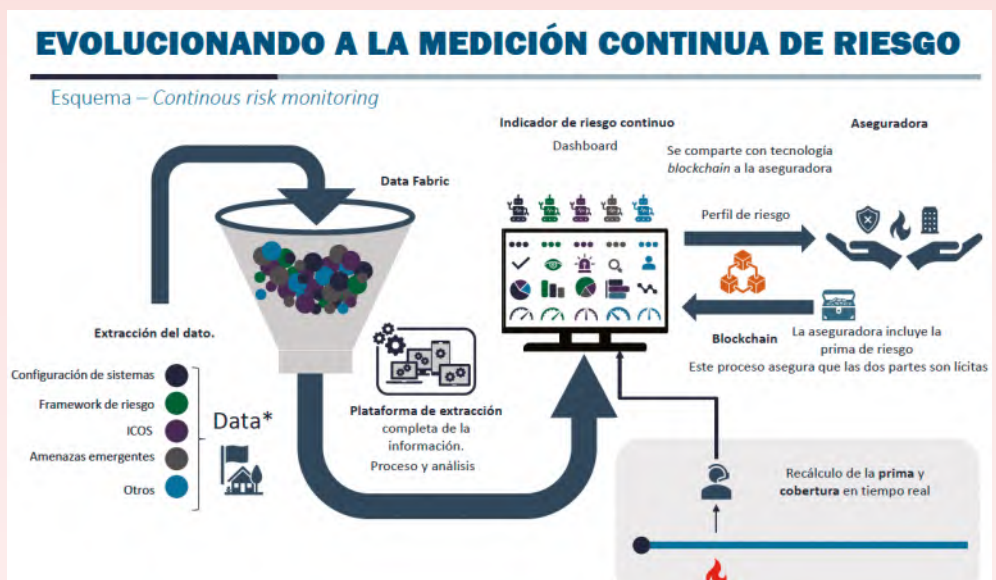 EVOLUCIONANDO A LA MEDICIÓN CONTINUA DE RIESGO
Esquema – Continous risk monitoring
Data Fabric
Extracción del dato.
Configuración de sistemas
Framework de riesgo
ICOS
Amenazas emergentes
Otros
Data*
Plataforma de extracción
completa de la
información.
Proceso y análisis
Indicador de riesgo continuo
Dashboard
Se comparte con tecnología
blockchain a la aseguradora
Aseguradora
Perfil de riesgo
Blockchain
La aseguradora incluye la
prima de riesgo
Este proceso asegura que las dos partes son lícitas
Recálculo de la prima y
cobertura en tiempo real